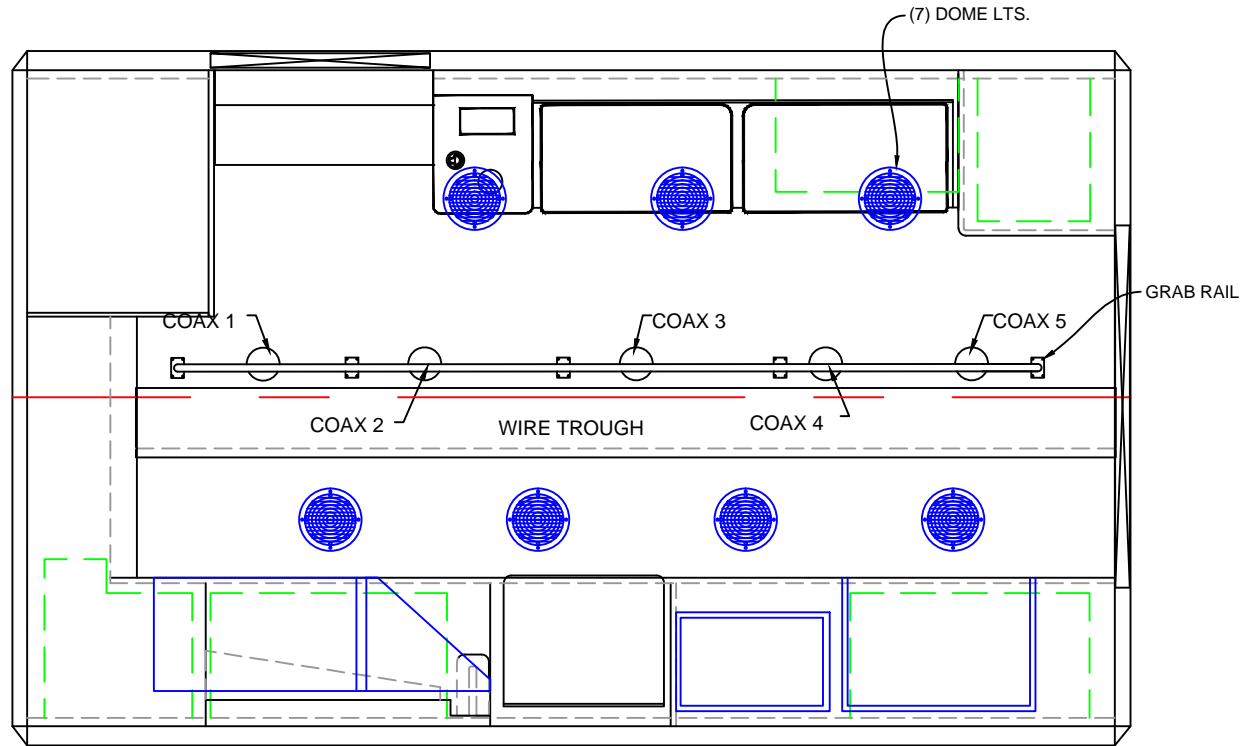 (7) DOME LTS.
GRAB RAIL
COAX 1
COAX 3
COAX 5
COAX 2
COAX 4
WIRE TROUGH